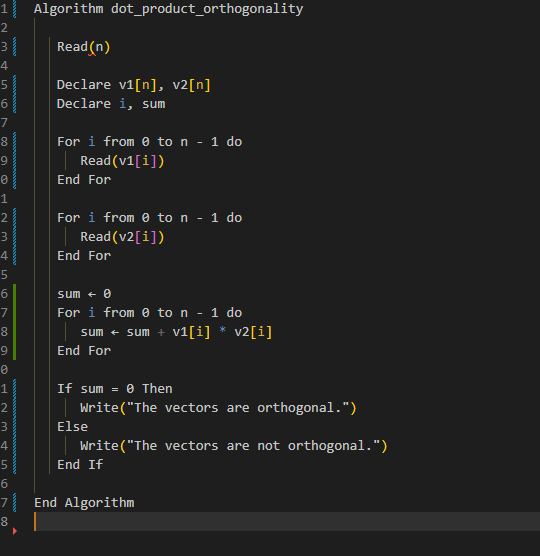 1 Algorithm dot_product_orthogonality
2
3 Read(n)
4
5 Declare v1[n], v2[n]
6 Declare i, sum
7
8 For i from 0 to n - 1 do
9 Read(v1[i])
0 End For
1
2 For i from 0 to n - 1 do
3 Read(v2[i])
4 End For
5
6 sum ← 0
7 For i from 0 to n - 1 do
8 sum ← sum + v1[i] * v2[i]
9 End For
0
1 If sum = 0 Then
2 Write("The vectors are orthogonal.")
3 Else
4 Write("The vectors are not orthogonal.")
5 End If
6
7 End Algorithm
8